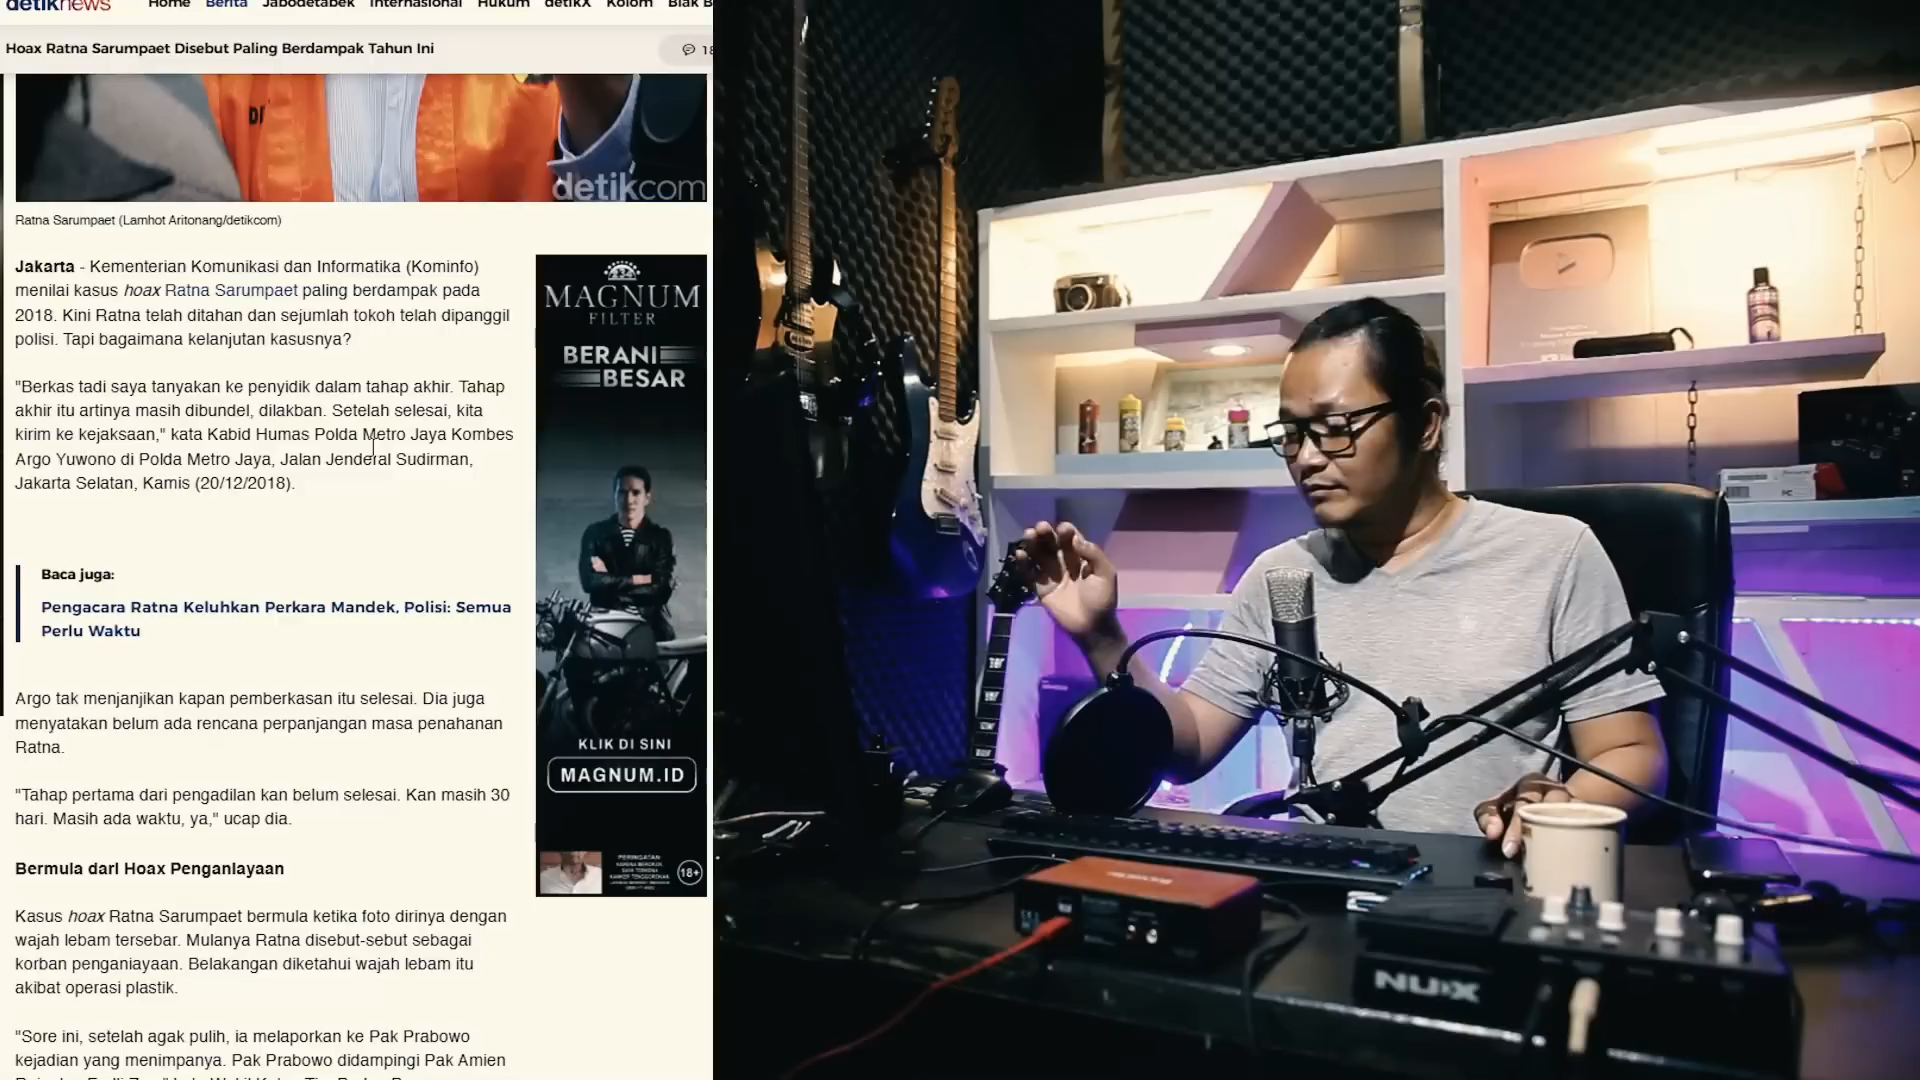 detiknews Home Berita Jabodetabek Internasional Hukum detikX Kolom Blak B
Hoax Ratna Sarumpaet Disebut Paling Berdampak Tahun Ini
18
detikcom
Ratna Sarumpaet (Lamhot Aritonang/detikcom)
Jakarta - Kementerian Komunikasi dan Informatika (Kominfo)
menilai kasus hoax Ratna Sarumpaet paling berdampak pada
2018. Kini Ratna telah ditahan dan sejumlah tokoh telah dipanggil
polisi. Tapi bagaimana kelanjutan kasusnya?
"Berkas tadi saya tanyakan ke penyidik dalam tahap akhir. Tahap
akhir itu artinya masih dibundel, dilakban. Setelah selesai, kita
kirim ke kejaksaan," kata Kabid Humas Polda Metro Jaya Kombes
Argo Yuwono di Polda Metro Jaya, Jalan Jenderal Sudirman,
Jakarta Selatan, Kamis (20/12/2018).
Baca juga:
Pengacara Ratna Keluhkan Perkara Mandek, Polisi: Semua
Perlu Waktu
Argo tak menjanjikan kapan pemberkasan itu selesai. Dia juga
menyatakan belum ada rencana perpanjangan masa penahanan
Ratna.
"Tahap pertama dari pengadilan kan belum selesai. Kan masih 30
hari. Masih ada waktu, ya," ucap dia.
Bermula dari Hoax Penganiayaan
Kasus hoax Ratna Sarumpaet bermula ketika foto dirinya dengan
wajah lebam tersebar. Mulanya Ratna disebut-sebut sebagai
korban penganiayaan. Belakangan diketahui wajah lebam itu
akibat operasi plastik.
"Sore ini, setelah agak pulih, ia melaporkan ke Pak Prabowo
kejadian yang menimpanya. Pak Prabowo didampingi Pak Amien
MAGNUM
FILTER
BERANI
BESAR
KLIK DI SINI
MAGNUM.ID
PERINGATAN
18+
NUX